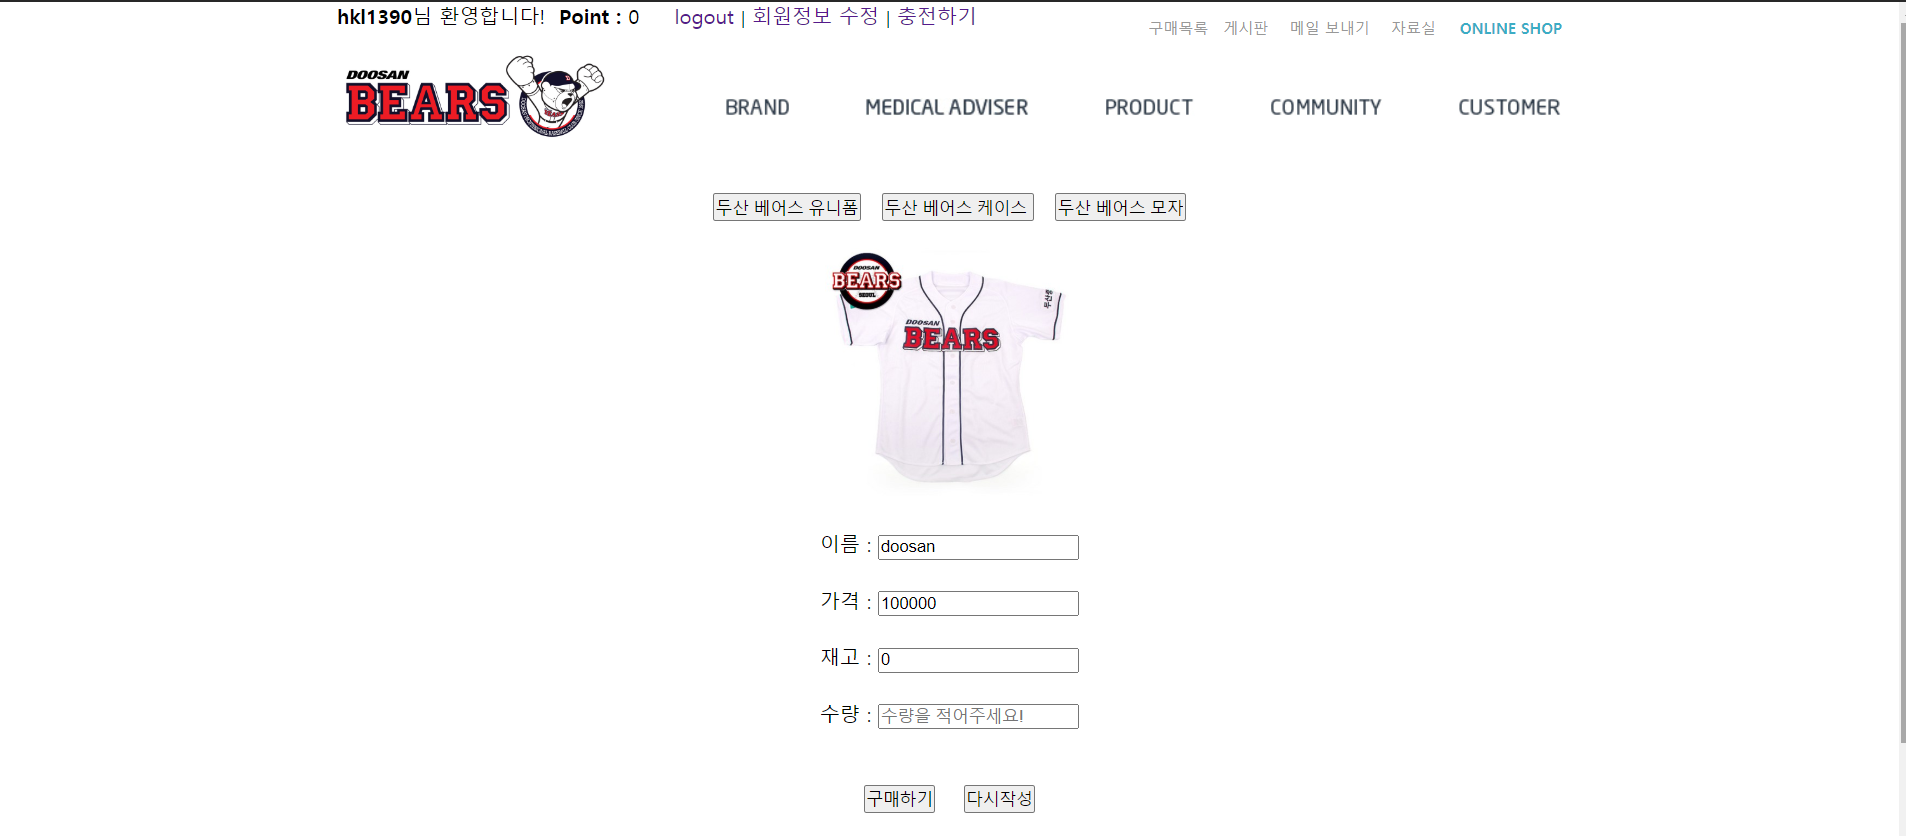 hkl1390님 환영합니다! Point : 0 logout | 회원정보 수정 | 충전하기
구매목록 게시판 메일 보내기 자료실 ONLINE SHOP
DOOSAN
BEARS
BRAND MEDICAL ADVISER PRODUCT COMMUNITY CUSTOMER
두산 베어스 유니폼 두산 베어스 케이스 두산 베어스 모자
DOOSAN
BEARS
SEOUL
두산중
DOOSAN
BEARS
이름 : doosan
가격 : 100000
재고 : 0
수량 : 수량을 적어주세요!
구매하기 다시작성